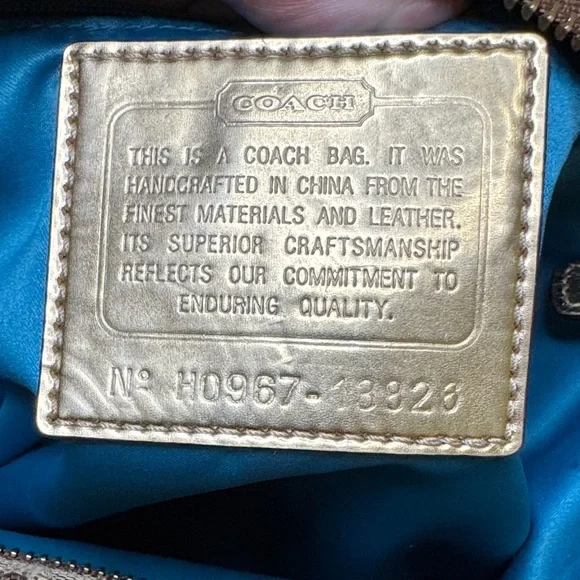 COACH
THIS IS A COACH BAG. IT WAS
HANDCRAFTED IN CHINA FROM THE
FINEST MATERIALS AND LEATHER.
ITS SUPERIOR CRAFTSMANSHIP
REFLECTS OUR COMMITMENT TO
ENDURING QUALITY.
Nº H0967-13826